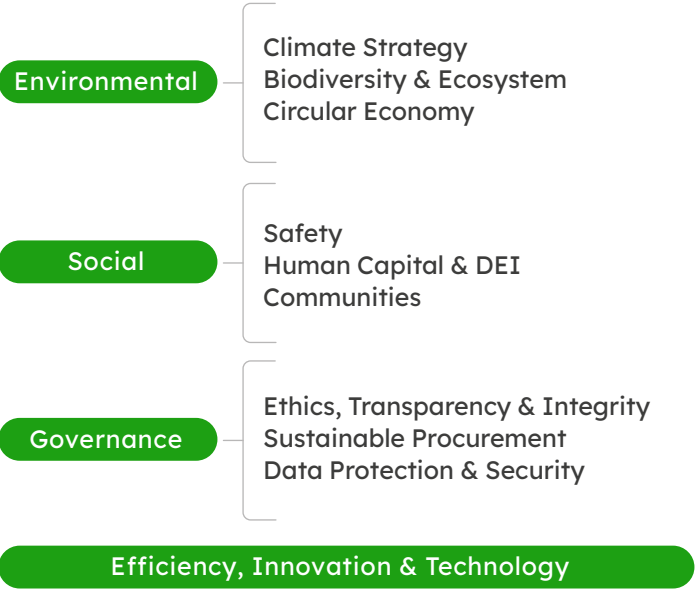 Environmental
Climate Strategy
Biodiversity & Ecosystem
Circular Economy
Social
Safety
Human Capital & DEI
Communities
Governance
Ethics, Transparency & Integrity
Sustainable Procurement
Data Protection & Security
Efficiency, Innovation & Technology